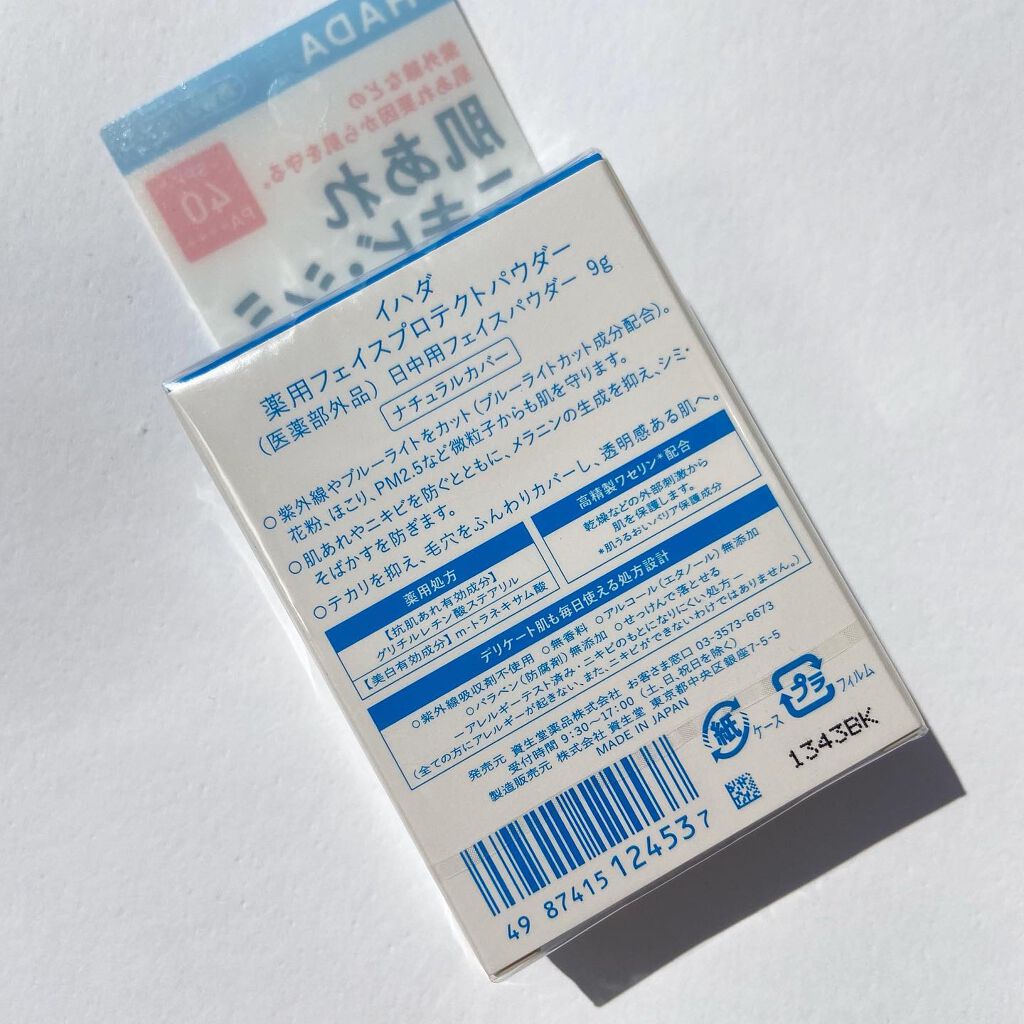 HADA
紫外線などの
肌あれ要因から肌を守る。
肌あれ
ニキビ・シミ
40
PA
イハダ
薬用フェイスプロテクトパウダー
(医薬部外品) 日中用フェイスパウダー 9g
ナチュラルカバー
○紫外線やブルーライトをカット(ブルーライトカット成分配合)。
花粉、ほこり、PM2.5など微粒子からも肌を守ります。
○肌あれやニキビを防ぐとともに、メラニンの生成を抑え、シミ・
そばかすを防ぎます。
○テカリを抑え、毛穴をふんわりカバーし、透明感ある肌へ。
薬用処方
【抗肌あれ有効成分】
グリチルレチン酸ステアリル
【美白有効成分】m-トラネキサム酸
高精製ワセリン*配合
乾燥などの外部刺激から
肌を保護します。
*肌うるおいバリア保護成分
デリケート肌も毎日使える処方設計
○紫外線吸収剤不使用 ○無香料 ○アルコール(エタノール)無添加
○パラベン(防腐剤)無添加 ○せっけんで落とせる
ーアレルギーテスト済み・ニキビのもとになりにくい処方ー
(全ての方にアレルギーが起きない、また、ニキビができないわけではありません。)
発売元 資生堂薬品株式会社 お客さま窓口 03-3573-6673
受付時間 9:30~17:00 (土、日、祝日を除く)
製造販売元 株式会社 資生堂 東京都中央区銀座7-5-5
MADE IN JAPAN
紙
ケース
プラ
フィルム
1343BK
49 87415 124537